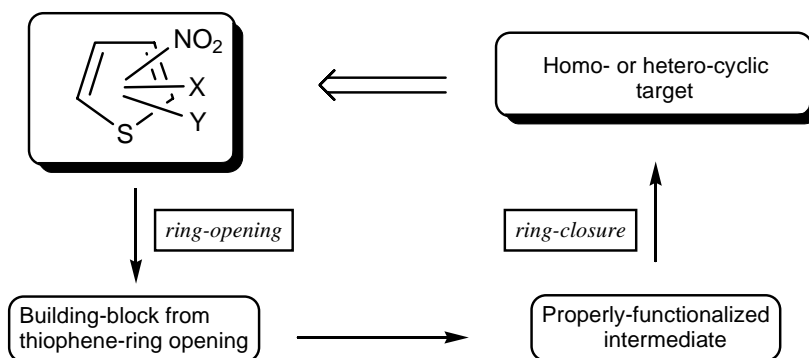 NO2
X
Y
S
Homo- or hetero-cyclic
target
ring-opening
ring-closure
Building-block from
thiophene-ring opening
Properly-functionalized
intermediate